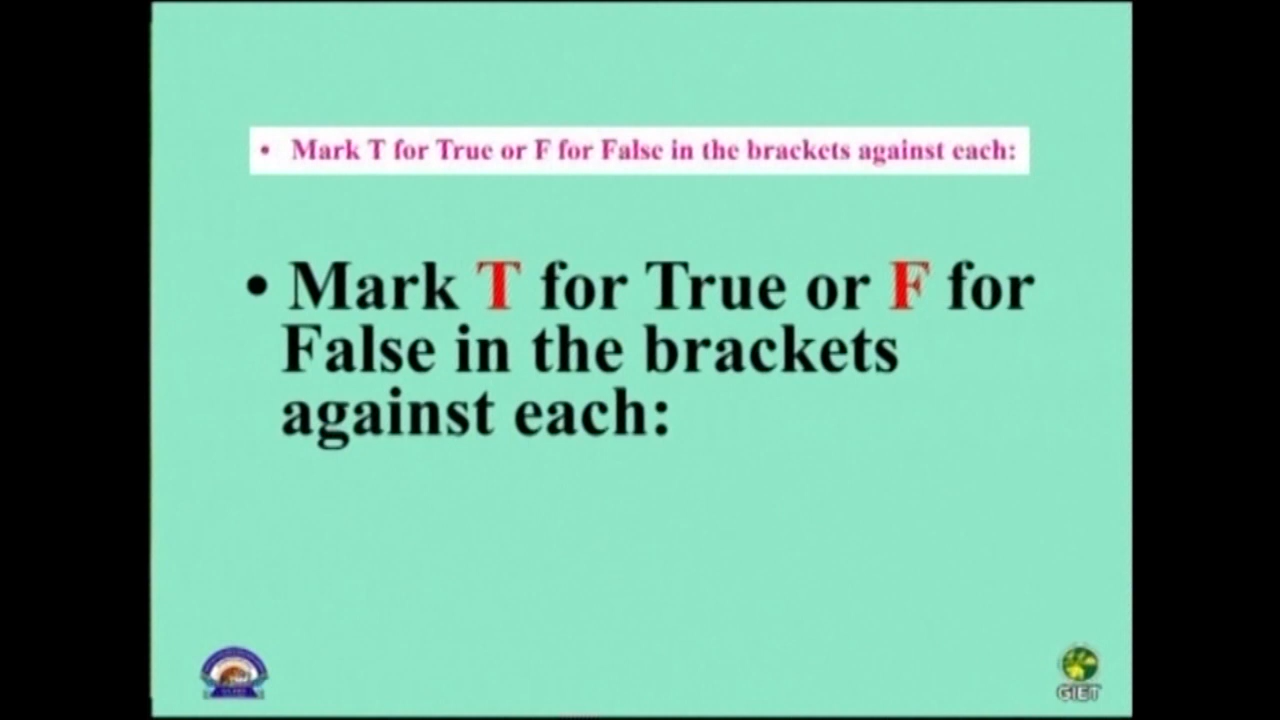 • Mark T for True or F for False in the brackets against each:
• Mark T for True or F for
False in the brackets
against each:
GIET